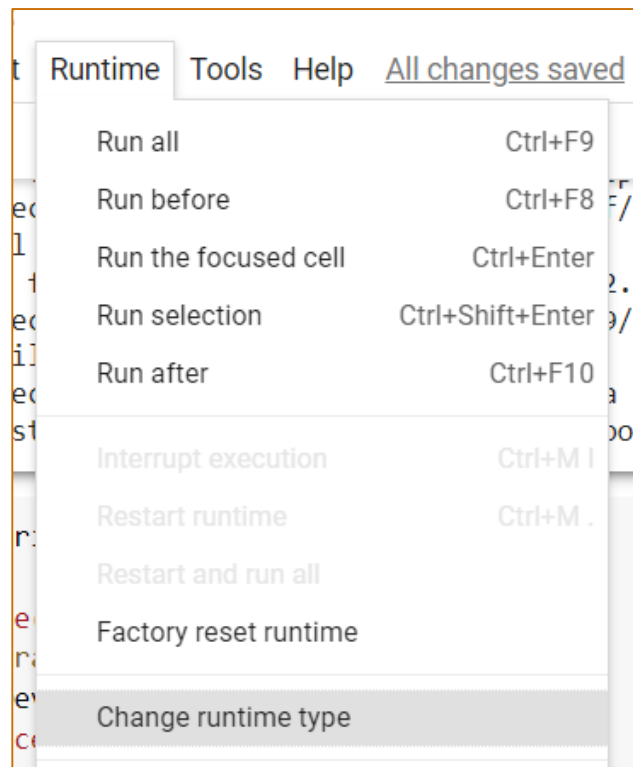 t Runtime Tools Help All changes saved
Run all Ctrl+F9
Run before Ctrl+F8
Run the focused cell Ctrl+Enter
Run selection Ctrl+Shift+Enter
Run after Ctrl+F10
Interrupt execution Ctrl+M I
Restart runtime Ctrl+M .
Restart and run all
Factory reset runtime
Change runtime type